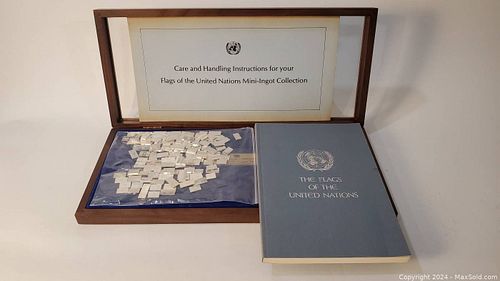 Care and Handling Instructions for your
Flags of the United Nations Mini-Ingot Collection
THE FLAGS
OF THE
UNITED NATIONS
Copyright 2024 - MaxSold.com